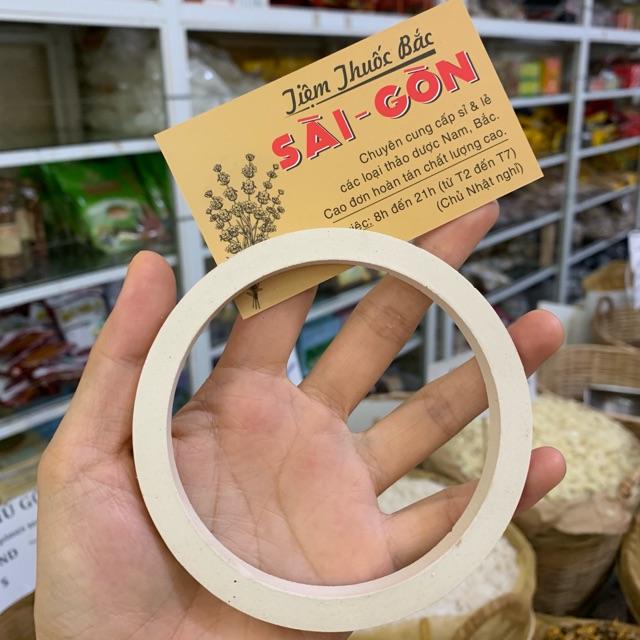 Tiệm Thuốc Bắc
SÀI-GÒN
Chuyên cung cấp sỉ & lẻ
các loại thảo dược Nam, Bắc.
Cao đơn hoàn tán chất lượng cao.
8h đến 21h (từ T2 đến T7)
(Chủ Nhật nghỉ)
ND